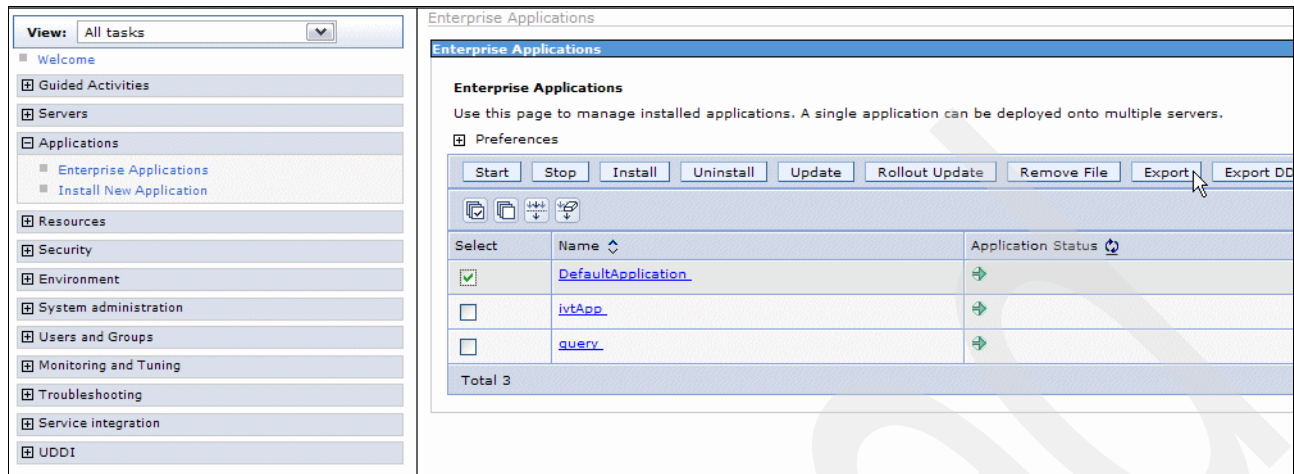 View: All tasks
Welcome
Guided Activities
Servers
Applications
Enterprise Applications
Install New Application
Resources
Security
Environment
System administration
Users and Groups
Monitoring and Tuning
Troubleshooting
Service integration
UDDI
Enterprise Applications
Enterprise Applications
Enterprise Applications
Use this page to manage installed applications. A single application can be deployed onto multiple servers.
Preferences
Start Stop Install Uninstall Update Rollout Update Remove File Export Export DD
Select Name Application Status
DefaultApplication
ivtApp
query
Total 3